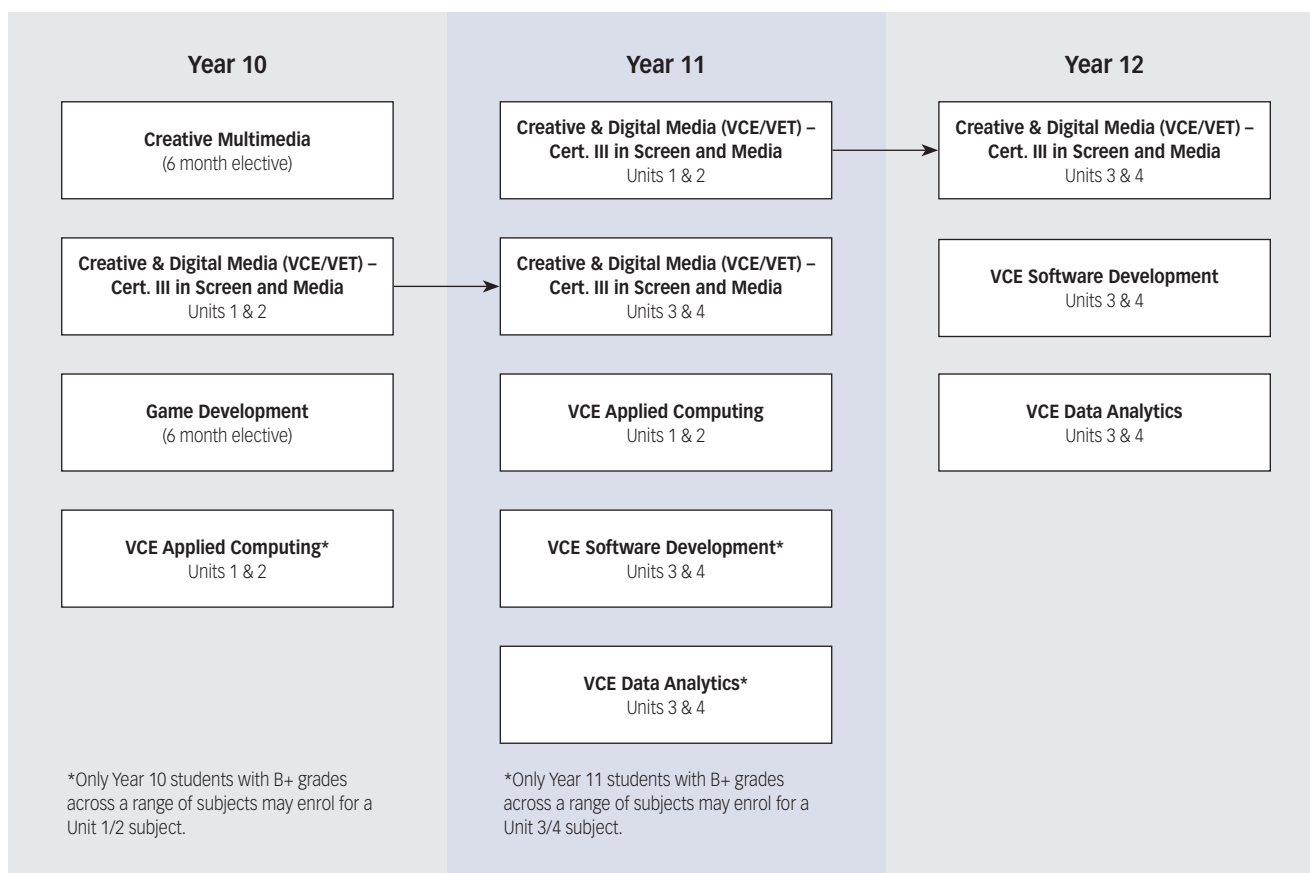 Year 10
Creative Multimedia
(6 month elective)
Creative & Digital Media (VCE/VET) –
Cert. III in Screen and Media
Units 1 & 2
Game Development
(6 month elective)
VCE Applied Computing*
Units 1 & 2
*Only Year 10 students with B+ grades
across a range of subjects may enrol for a
Unit 1/2 subject.
Year 11
Creative & Digital Media (VCE/VET) –
Cert. III in Screen and Media
Units 1 & 2
Creative & Digital Media (VCE/VET) –
Cert. III in Screen and Media
Units 3 & 4
VCE Applied Computing
Units 1 & 2
VCE Software Development*
Units 3 & 4
VCE Data Analytics*
Units 3 & 4
*Only Year 11 students with B+ grades
across a range of subjects may enrol for a
Unit 3/4 subject.
Year 12
Creative & Digital Media (VCE/VET) –
Cert. III in Screen and Media
Units 3 & 4
VCE Software Development
Units 3 & 4
VCE Data Analytics
Units 3 & 4